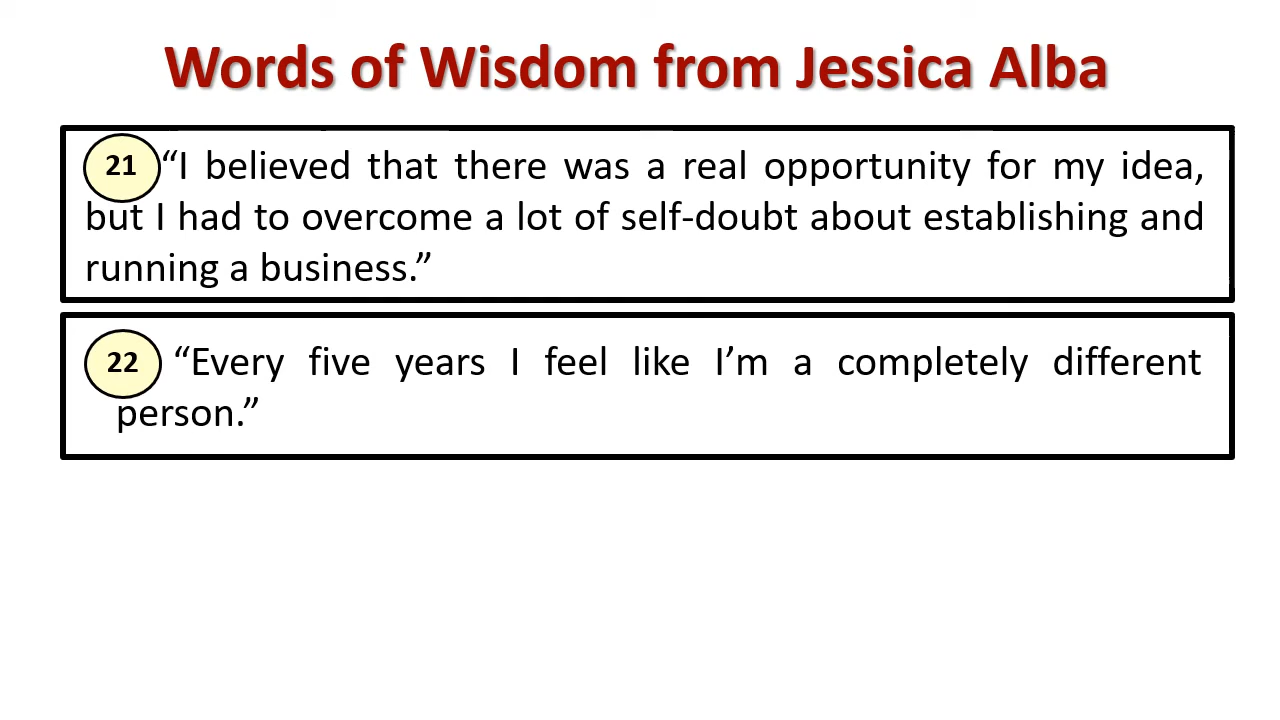 Words of Wisdom from Jessica Alba
21 “I believed that there was a real opportunity for my idea,
but I had to overcome a lot of self-doubt about establishing and
running a business.”
22 “Every five years I feel like I’m a completely different
person.”